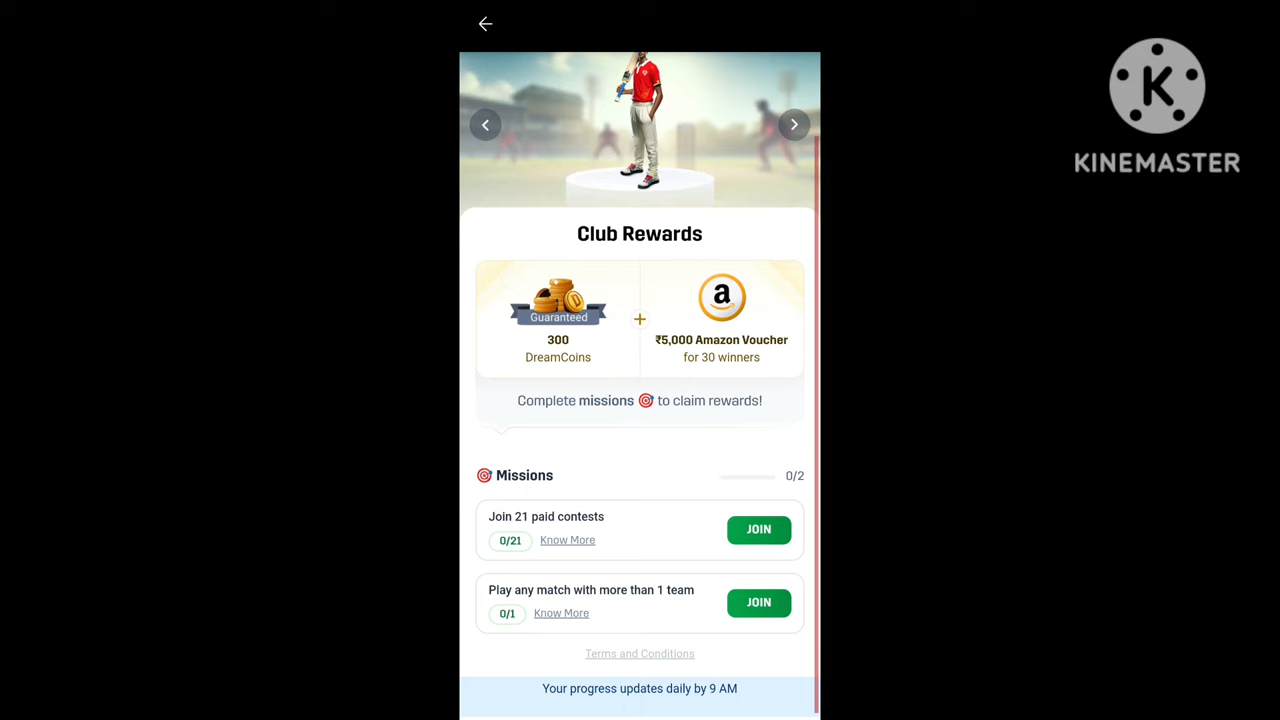 KINEMASTER
Club Rewards
Guaranteed
300
DreamCoins
+
₹5,000 Amazon Voucher
for 30 winners
Complete missions 🎯 to claim rewards!
🎯 Missions
0/2
Join 21 paid contests
0/21
Know More
JOIN
Play any match with more than 1 team
0/1
Know More
JOIN
Terms and Conditions
Your progress updates daily by 9 AM